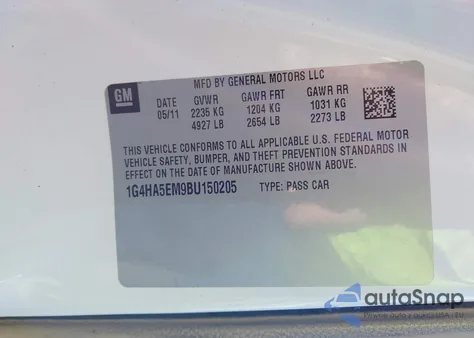 MFD BY GENERAL MOTORS LLC
GM
DATE GVWR GAWR FRT GAWR RR
05/11 2235 KG 1204 KG 1031 KG
4927 LB 2654 LB 2273 LB
THIS VEHICLE CONFORMS TO ALL APPLICABLE U.S. FEDERAL MOTOR
VEHICLE SAFETY, BUMPER, AND THEFT PREVENTION STANDARDS IN
EFFECT ON THE DATE OF MANUFACTURE SHOWN ABOVE.
1G4HA5EM9BU150205 TYPE: PASS CAR
autoSnap